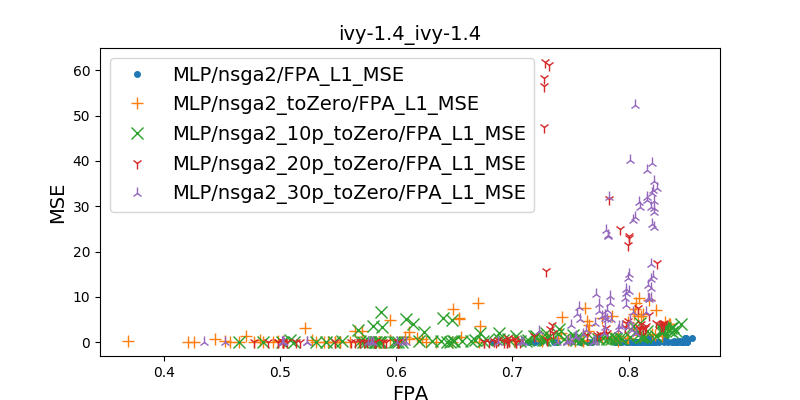 ivy-1.4_ivy-1.4
60
50
40
30
20
10
0
MSE
MLP/nsga2/FPA_L1_MSE
MLP/nsga2_toZero/FPA_L1_MSE
MLP/nsga2_10p_toZero/FPA_L1_MSE
MLP/nsga2_20p_toZero/FPA_L1_MSE
MLP/nsga2_30p_toZero/FPA_L1_MSE
0.4 0.5 0.6 0.7 0.8
FPA